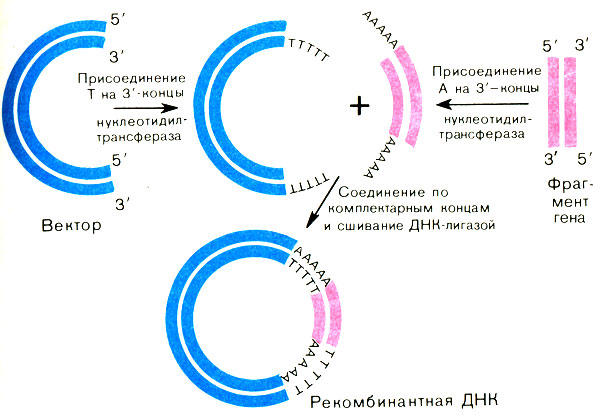 5′
3′
Присоединение
Т на 3′-концы
нуклеотидил-
трансфераза
5′
3′
Вектор
ТТТТТ
ТТТТТ
+
ААААА
ААААА
Присоединение
А на 3′-концы
нуклеотидил-
трансфераза
5′ 3′
3′ 5′
Фраг-
мент
гена
Соединение по
комплектарным концам
и сшивание ДНК-лигазой
ААААА
ТТТТТ
ААААА
ТТТТТ
Рекомбинантная ДНК